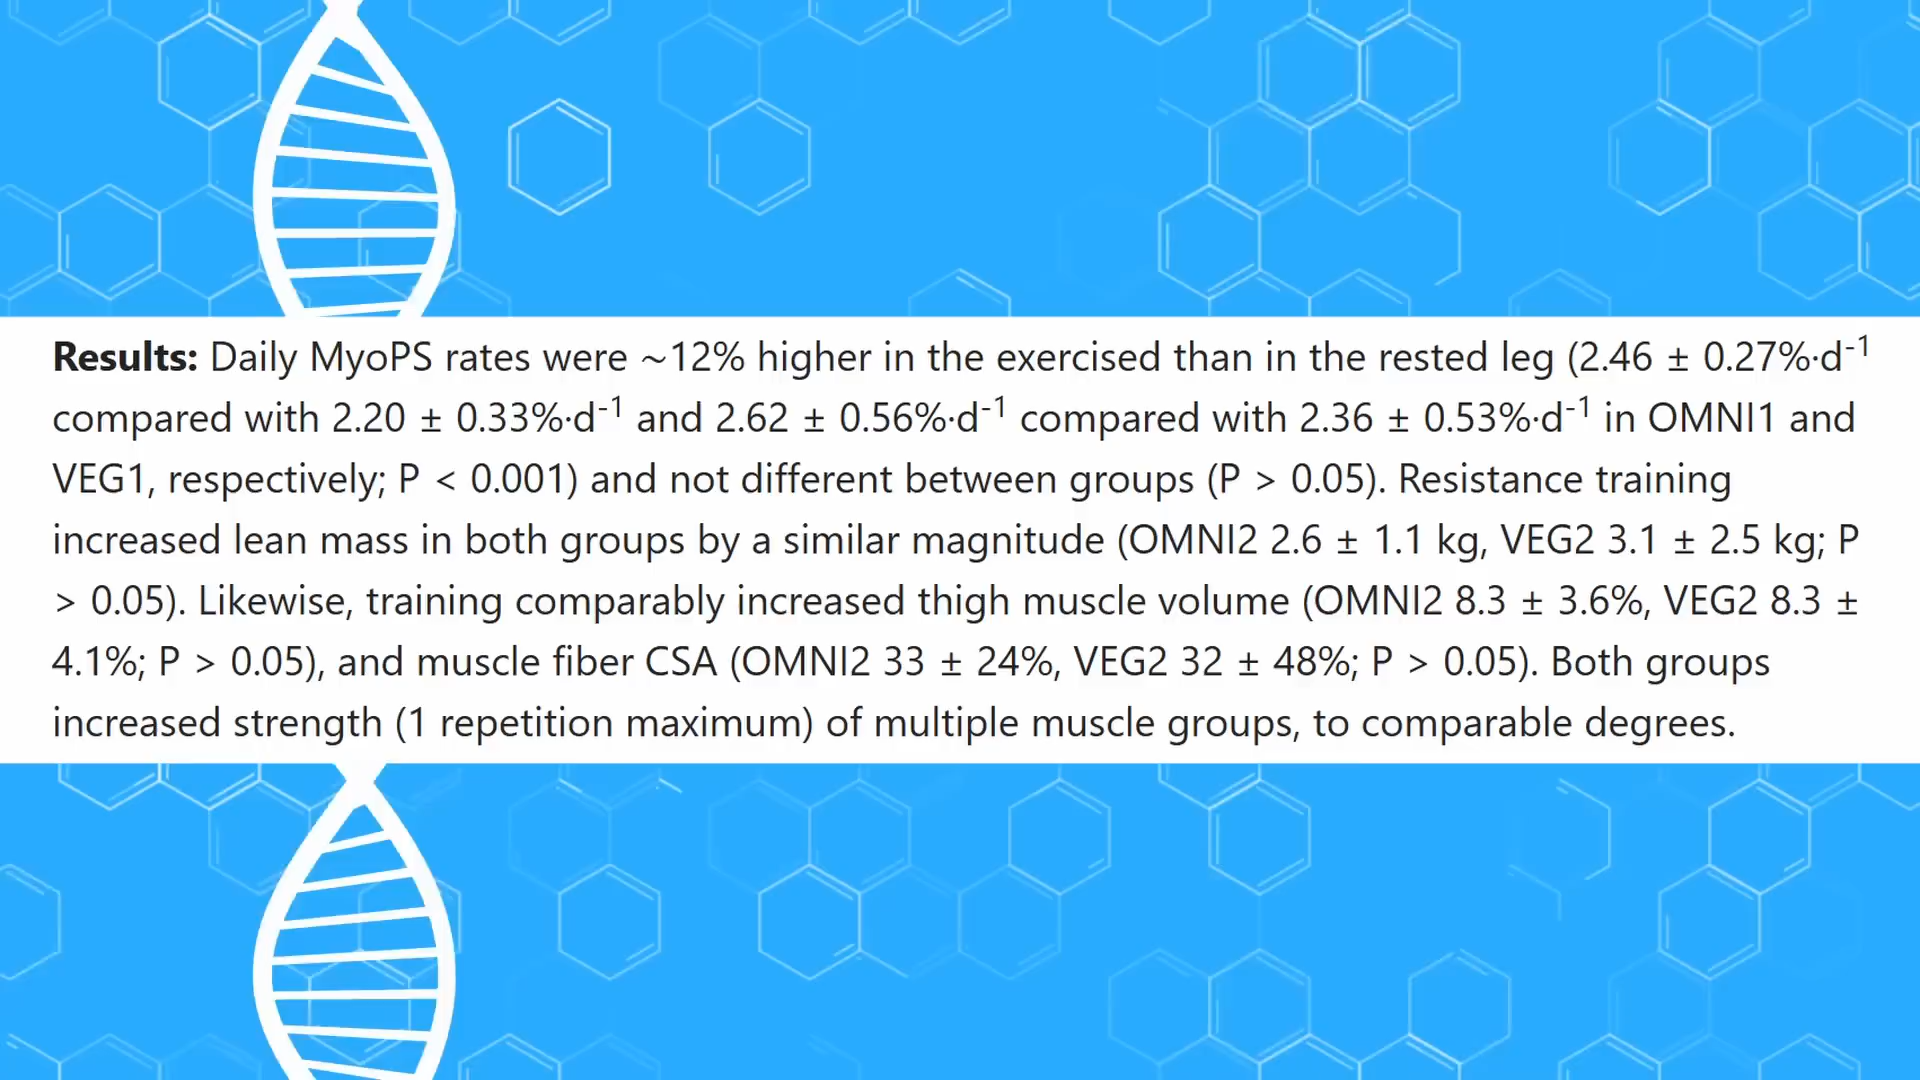 Results: Daily MyoPS rates were ~12% higher in the exercised than in the rested leg (2.46 ± 0.27%·d⁻¹
compared with 2.20 ± 0.33%·d⁻¹ and 2.62 ± 0.56%·d⁻¹ compared with 2.36 ± 0.53%·d⁻¹ in OMNI1 and
VEG1, respectively; P < 0.001) and not different between groups (P > 0.05). Resistance training
increased lean mass in both groups by a similar magnitude (OMNI2 2.6 ± 1.1 kg, VEG2 3.1 ± 2.5 kg; P
> 0.05). Likewise, training comparably increased thigh muscle volume (OMNI2 8.3 ± 3.6%, VEG2 8.3 ±
4.1%; P > 0.05), and muscle fiber CSA (OMNI2 33 ± 24%, VEG2 32 ± 48%; P > 0.05). Both groups
increased strength (1 repetition maximum) of multiple muscle groups, to comparable degrees.